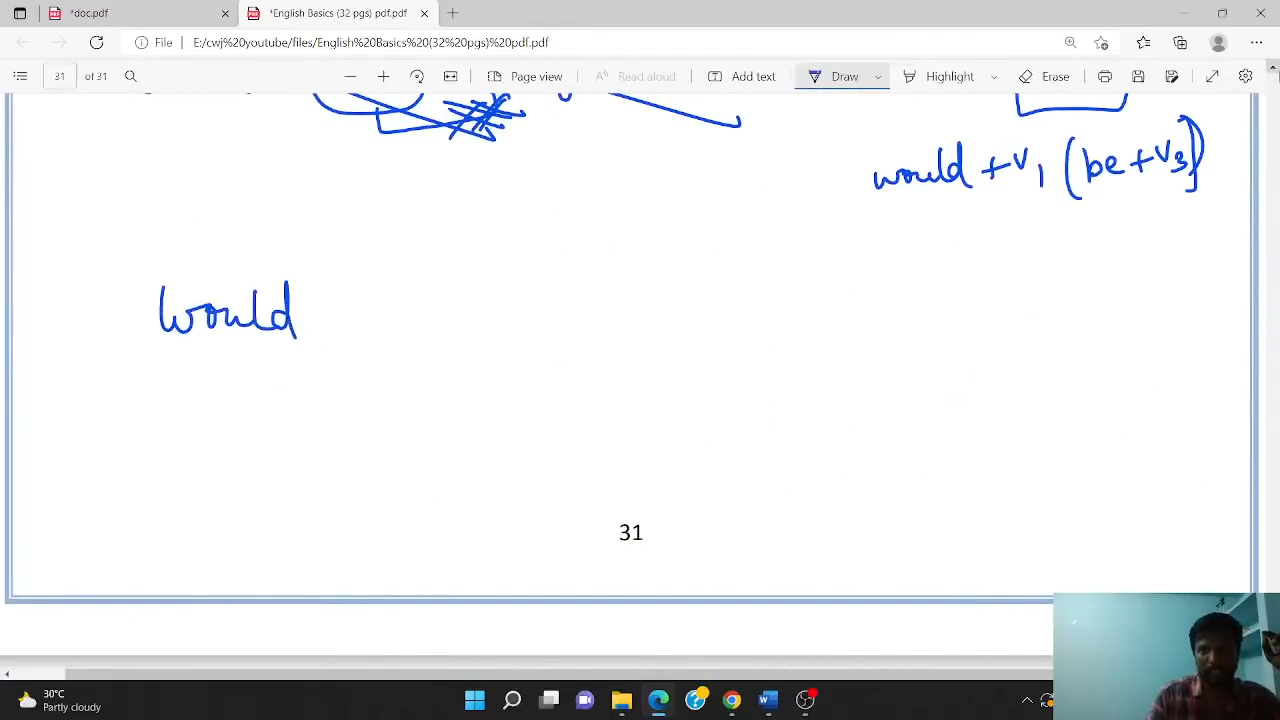 *doc.pdf
*English Basics (32 pgs) pdf.pdf
File
E:/cwj%20youtube/files/English%20Basics%20(32%20pgs)%20pdf.pdf
31 of 31
Page view
Read aloud
Add text
Draw
Highlight
Erase
would + V1 (be + V3)
would
31
30°C
Partly cloudy